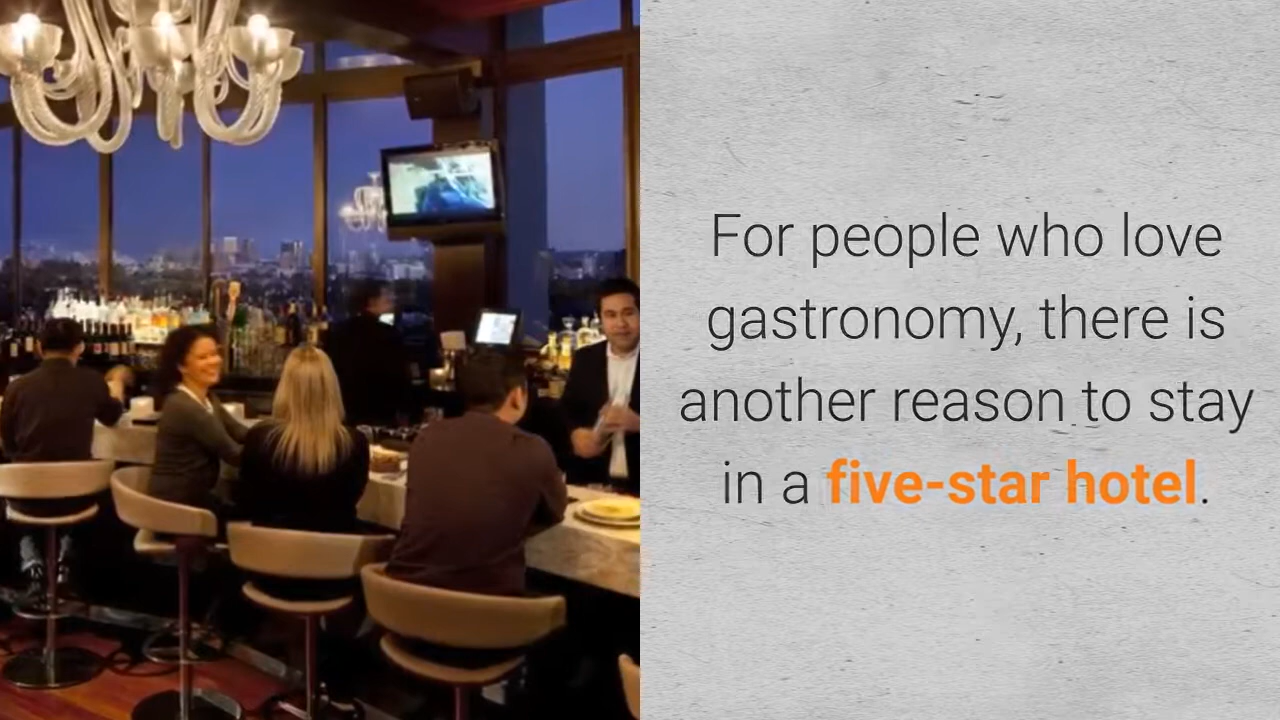 For people who love
gastronomy, there is
another reason to stay
in a five-star hotel.